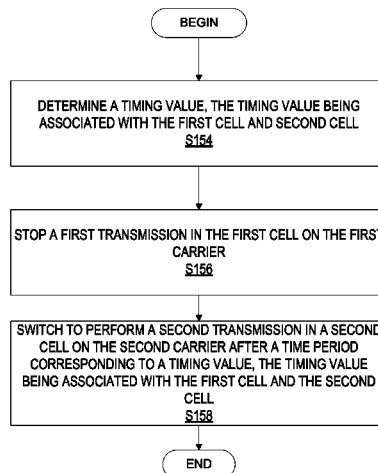 BEGIN
DETERMINE A TIMING VALUE, THE TIMING VALUE BEING
ASSOCIATED WITH THE FIRST CELL AND SECOND CELL
S154
STOP A FIRST TRANSMISSION IN THE FIRST CELL ON THE FIRST
CARRIER
S156
SWITCH TO PERFORM A SECOND TRANSMISSION IN A SECOND
CELL ON THE SECOND CARRIER AFTER A TIME PERIOD
CORRESPONDING TO A TIMING VALUE, THE TIMING VALUE
BEING ASSOCIATED WITH THE FIRST CELL AND THE SECOND
CELL
S158
END